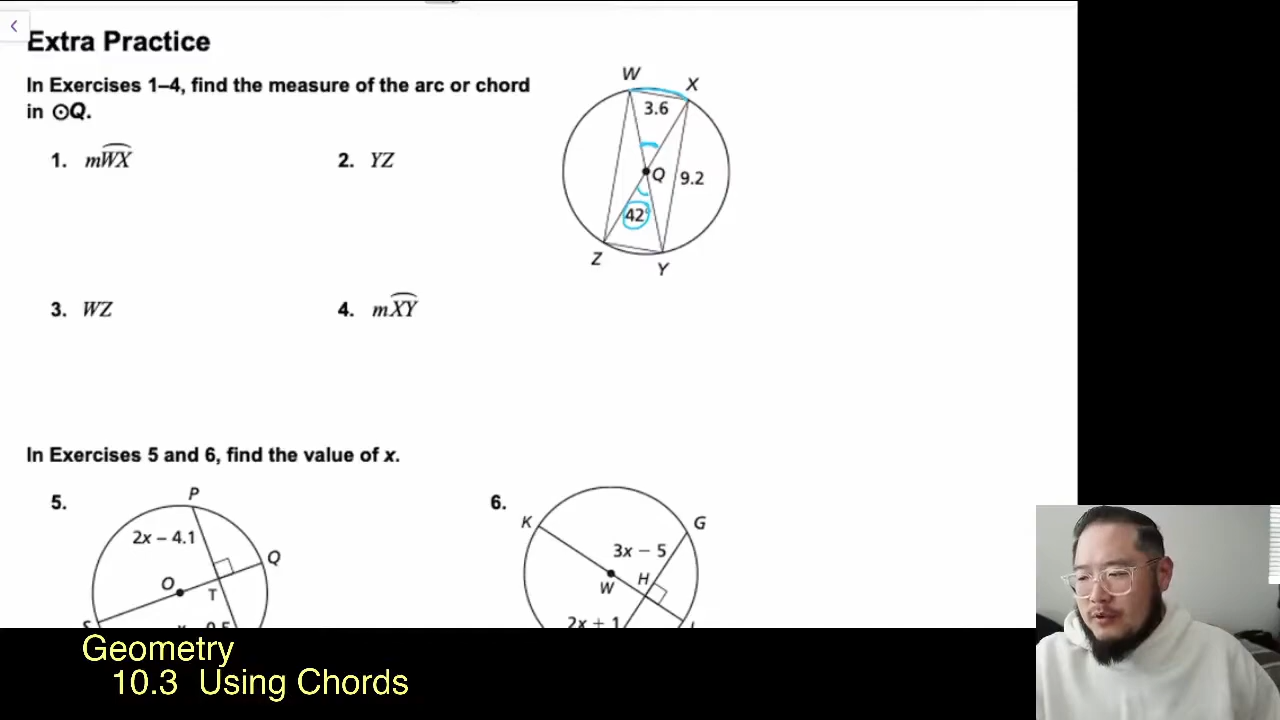 Extra Practice
In Exercises 1–4, find the measure of the arc or chord
in ⊙Q.
1. mWX
2. YZ
W
X
3.6
Q
9.2
42°
Z
Y
3. WZ
4. mXY
In Exercises 5 and 6, find the value of x.
5.
P
2x – 4.1
Q
O
T
6.
K
G
3x – 5
H
W
2x + 1
Geometry
10.3 Using Chords